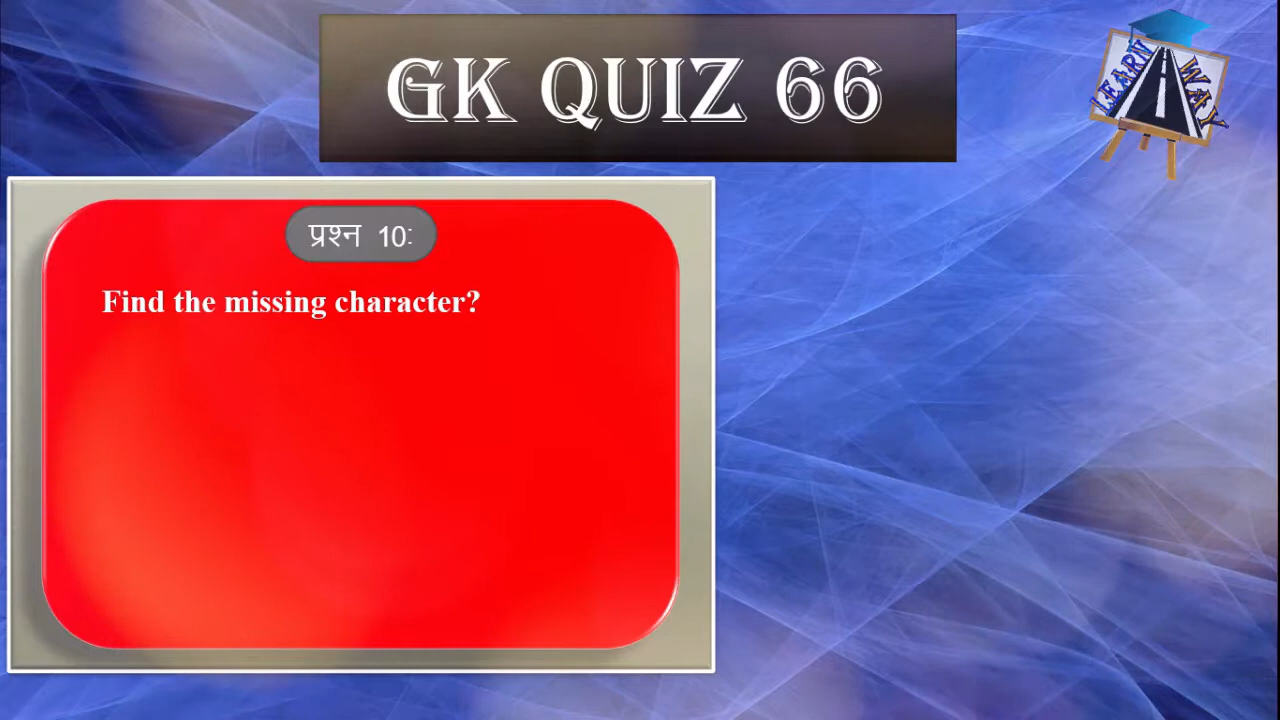 GK QUIZ 66
LEARN WAY
प्रश्न 10:
Find the missing character?